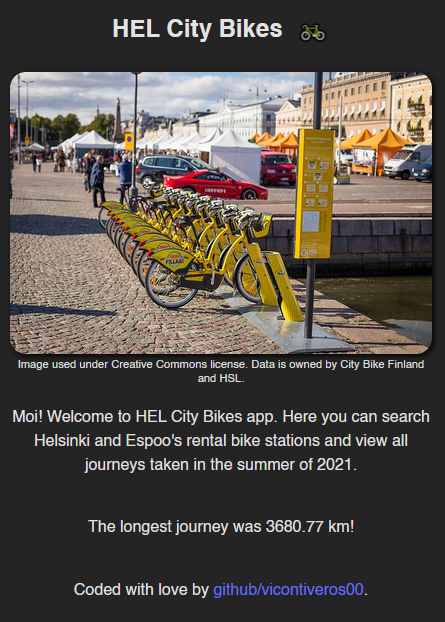 HEL City Bikes
FILLARI
Image used under Creative Commons license. Data is owned by City Bike Finland
and HSL.
Moi! Welcome to HEL City Bikes app. Here you can search
Helsinki and Espoo's rental bike stations and view all
journeys taken in the summer of 2021.
The longest journey was 3680.77 km!
Coded with love by github/vicontiveros00.